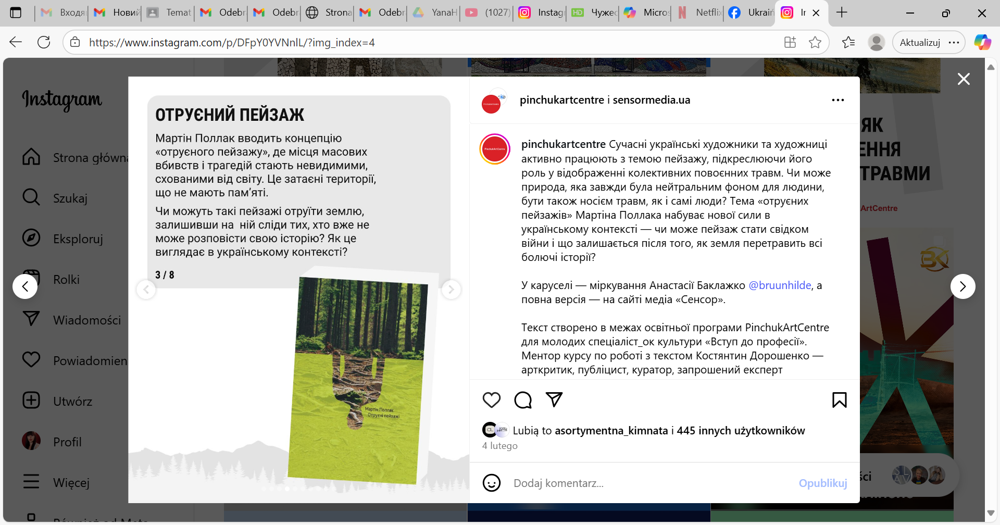 Входя
Новий
Temat
Odebr
Odebr
Strona
Odebr
YanaH
(1027)
Instag
HD
Чужес
Micros
Netflix
Ukraiń
In
https://www.instagram.com/p/DFpY0YVNnlL/?img_index=4
Aktualizuj
Instagram
Strona główna
Szukaj
Eksploruj
Rolki
Wiadomości
Powiadomien
Utwórz
Profil
Więcej
Również od Meta
ОТРУЄНИЙ ПЕЙЗАЖ
Мартін Поллак вводить концепцію
«отруєного пейзажу», де місця масових
вбивств і трагедій стають невидимими,
схованими від світу. Це затаєні території,
що не мають пам’яті.
Чи можуть такі пейзажі отруїти землю,
залишивши на  ній сліди тих, хто вже не
може розповісти свою історію? Як це
виглядає в українському контексті?
3 / 8
Мартін Поллак
Отруєні пейзажі
pinchukartcentre i sensormedia.ua
PinchukArtCentre
pinchukartcentre Сучасні українські художники та художниці
активно працюють з темою пейзажу, підкреслюючи його
роль у відображенні колективних повоєнних травм. Чи може
природа, яка завжди була нейтральним фоном для людини,
бути також носієм травм, як і самі люди? Тема «отруєних
пейзажів» Мартіна Поллака набуває нової сили в
українському контексті — чи може пейзаж стати свідком
війни і що залишається після того, як земля перетравить всі
болючі історії?
У каруселі — міркування Анастасії Баклажко @bruunhilde, а
повна версія — на сайті медіа «Сенсор».
Текст створено в межах освітньої програми PinchukArtCentre
для молодих спеціаліст_ок культури «Вступ до професії».
Ментор курсу по роботі з текстом Костянтин Дорошенко —
арткритик, публіцист, куратор, запрошений експерт
Lubią to asortymentna_kimnata i 445 innych użytkowników
4 lutego
Dodaj komentarz...
Opublikuj
ЯК
ЕННЯ
ТРАВМИ
ArtCentre
ści